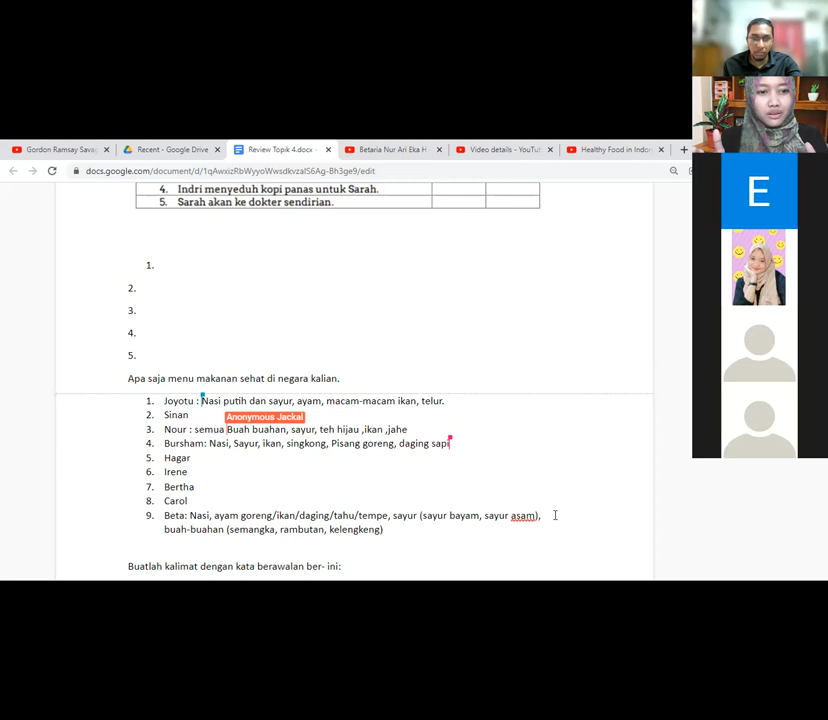 Gordon Ramsay Sava
Recent - Google Drive
Review Topik 4.docx
Betaria Nur Ari Eka H
Video details - YouTu
Healthy Food in Indon
docs.google.com/document/d/1qAwxizRbWyyoWwsdkvzaIS6Ag-Bh3ge9/edit
4. Indri menyeduh kopi panas untuk Sarah.
5. Sarah akan ke dokter sendirian.
E
1.
2.
3.
4.
5.
Apa saja menu makanan sehat di negara kalian.
1. Joyotu : Nasi putih dan sayur, ayam, macam-macam ikan, telur.
2. Sinan
Anonymous Jackal
3. Nour : semua Buah buahan, sayur, teh hijau ,ikan ,jahe
4. Bursham: Nasi, Sayur, ikan, singkong, Pisang goreng, daging sapi
5. Hagar
6. Irene
7. Bertha
8. Carol
9. Beta: Nasi, ayam goreng/ikan/daging/tahu/tempe, sayur (sayur bayam, sayur asam),
buah-buahan (semangka, rambutan, kelengkeng)
Buatlah kalimat dengan kata berawalan ber- ini: